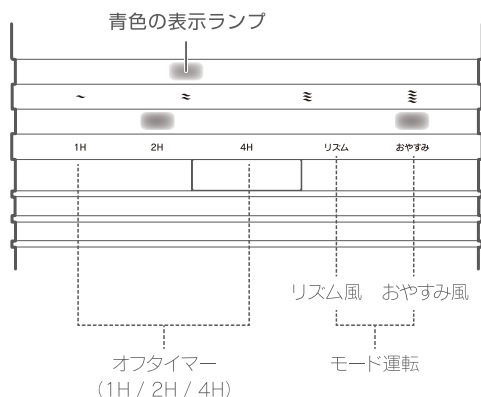 青色の表示ランプ
1H 2H 4H リズム おやすみ
リズム風 おやすみ風
オフタイマー モード運転
(1H / 2H / 4H)